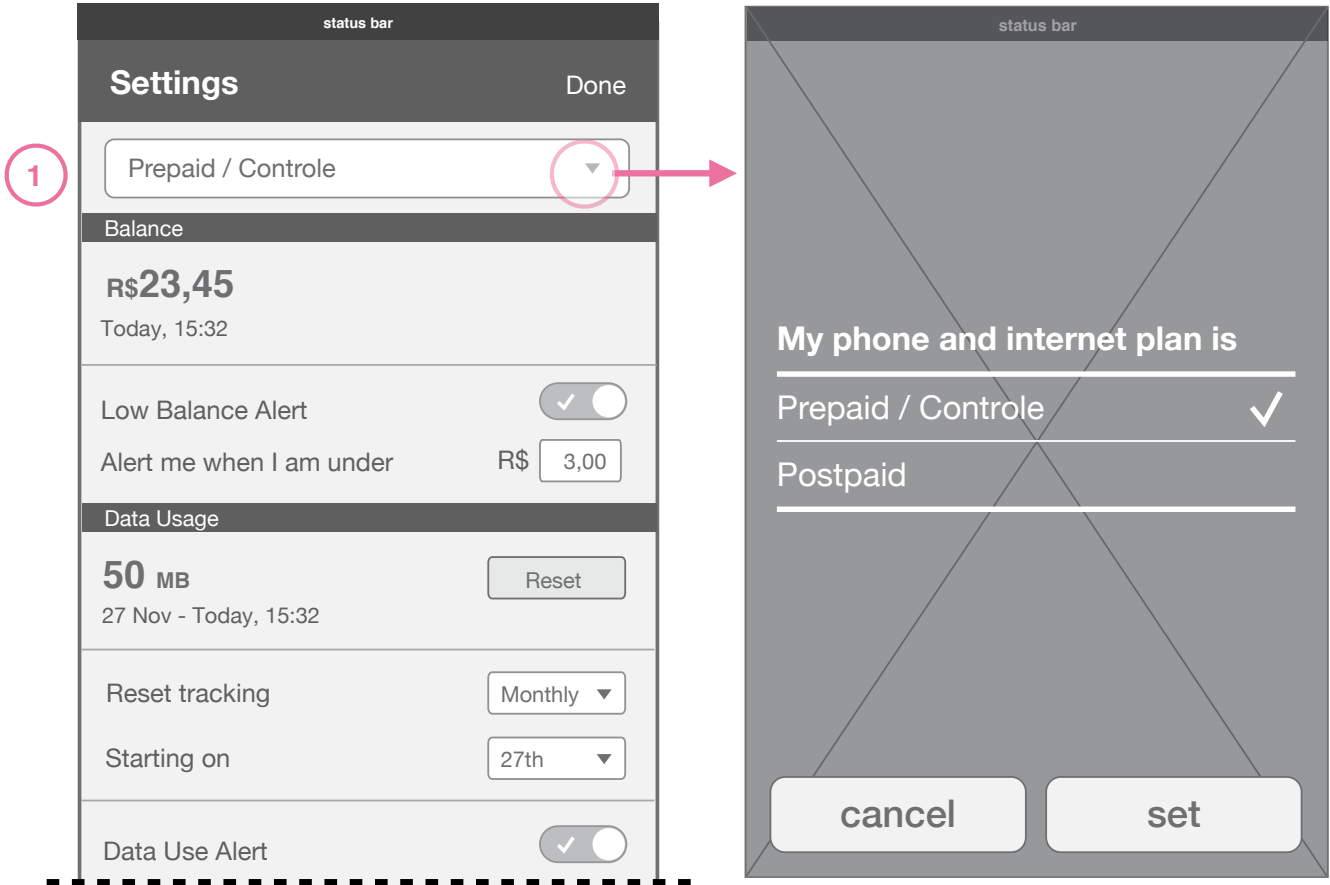 status bar
Settings
Done
1
Prepaid / Controle
Balance
R$23,45
Today, 15:32
Low Balance Alert
Alert me when I am under R$ 3,00
Data Usage
50 MB
Reset
27 Nov - Today, 15:32
Reset tracking Monthly
Starting on 27th
Data Use Alert
status bar
My phone and internet plan is
Prepaid / Controle
Postpaid
cancel
set